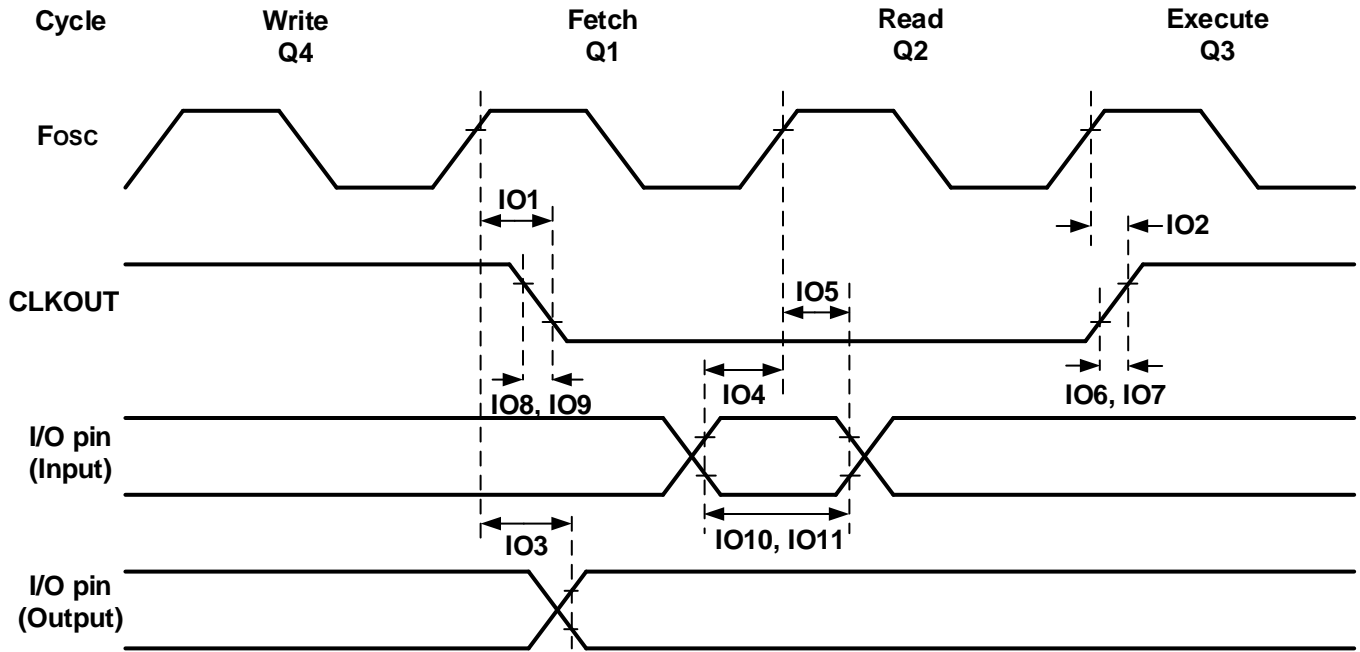 Cycle Write Fetch Read Execute
Q4 Q1 Q2 Q3
Fosc
IO1
IO2
CLKOUT
IO5
IO4
IO8, IO9
IO6, IO7
I/O pin
(Input)
IO10, IO11
IO3
I/O pin
(Output)